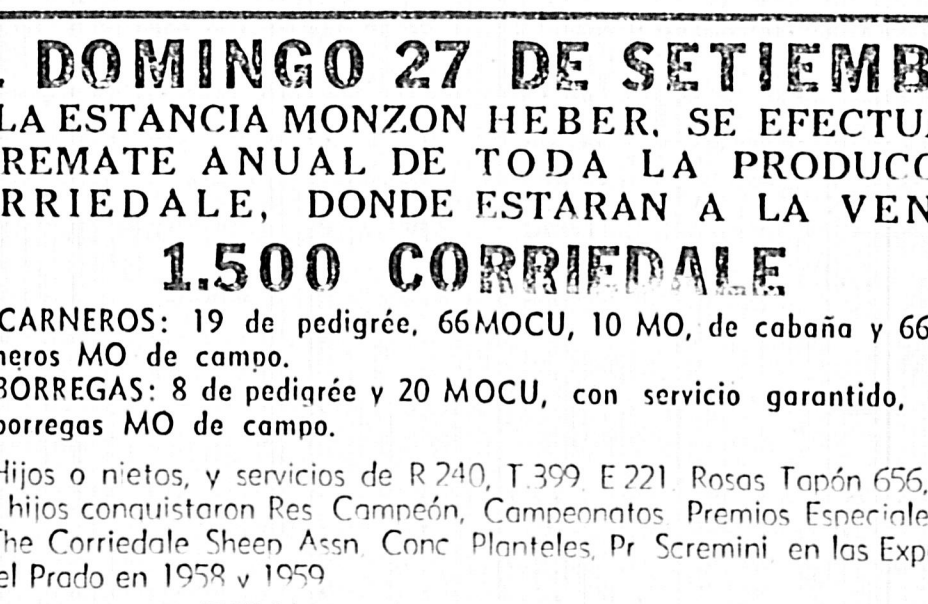 DOMINGO 27 DE SETIEMB
LA ESTANCIA MONZON HEBER, SE EFECTU
REMATE ANUAL DE TODA LA PRODUCC
RRIEDALE, DONDE ESTARAN A LA VEN
1.500 CORRIEDALE
CARNEROS: 19 de pedigrée, 66 MOCU, 10 MO, de cabaña y 66
neros MO de campo.
BORREGAS: 8 de pedigrée y 20 MOCU, con servicio garantido,
borregas MO de campo.
Hijos o nietos, y servicios de R 240, T.399 E 221 Rosas Tapón 656,
hijos conquistaron Res Campeón, Campeonatos Premios Especiale
The Corriedale Sheep Assn. Conc Planteles, Pr Scremini, en las Exp
el Prado en 1958 y 1959